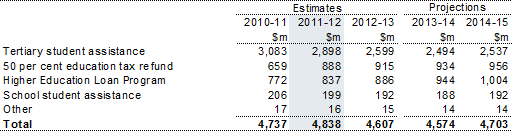 Estimates Projections
2010-11 2011-12 2012-13 2013-14 2014-15
$m $m $m $m $m
Tertiary student assistance 3,083 2,898 2,599 2,494 2,537
50 per cent education tax refund 659 888 915 934 956
Higher Education Loan Program 772 837 886 944 1,004
School student assistance 206 199 192 188 192
Other 17 16 15 14 14
Total 4,737 4,838 4,607 4,574 4,703